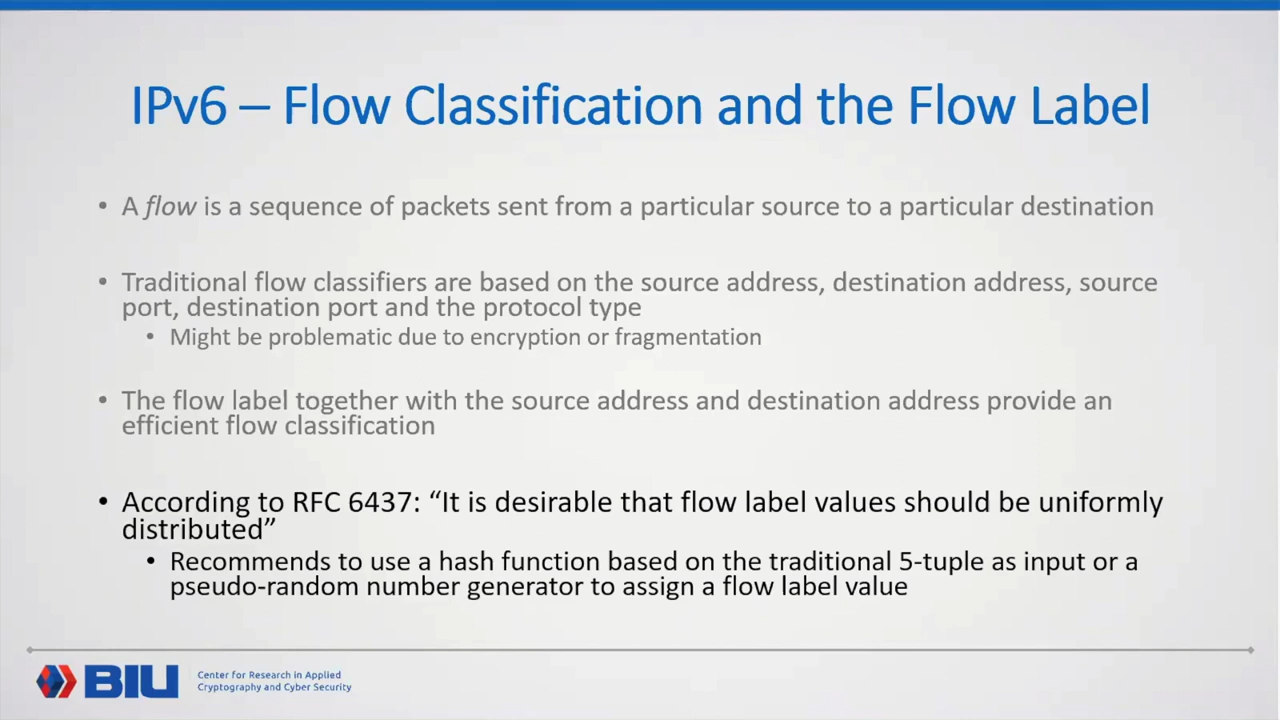 IPv6 – Flow Classification and the Flow Label
• A flow is a sequence of packets sent from a particular source to a particular destination
• Traditional flow classifiers are based on the source address, destination address, source
port, destination port and the protocol type
• Might be problematic due to encryption or fragmentation
• The flow label together with the source address and destination address provide an
efficient flow classification
• According to RFC 6437: “It is desirable that flow label values should be uniformly
distributed”
• Recommends to use a hash function based on the traditional 5-tuple as input or a
pseudo-random number generator to assign a flow label value
BIU
Center for Research in Applied
Cryptography and Cyber Security